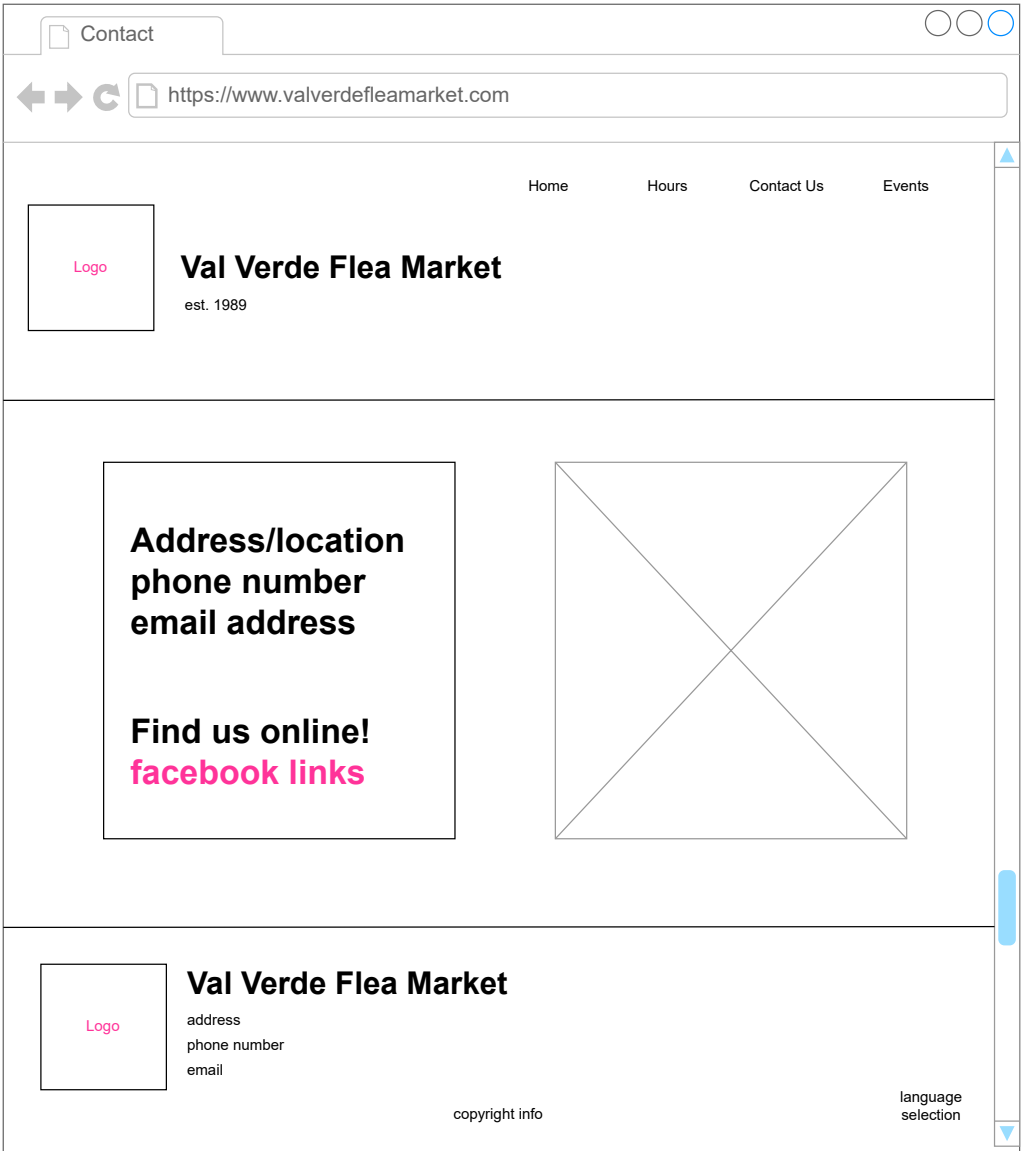 Contact
https://www.valverdefleamarket.com
Home Hours Contact Us Events
Logo
Val Verde Flea Market
est. 1989
Address/location
phone number
email address
Find us online!
facebook links
Logo
Val Verde Flea Market
address
phone number
email
copyright info
language
selection